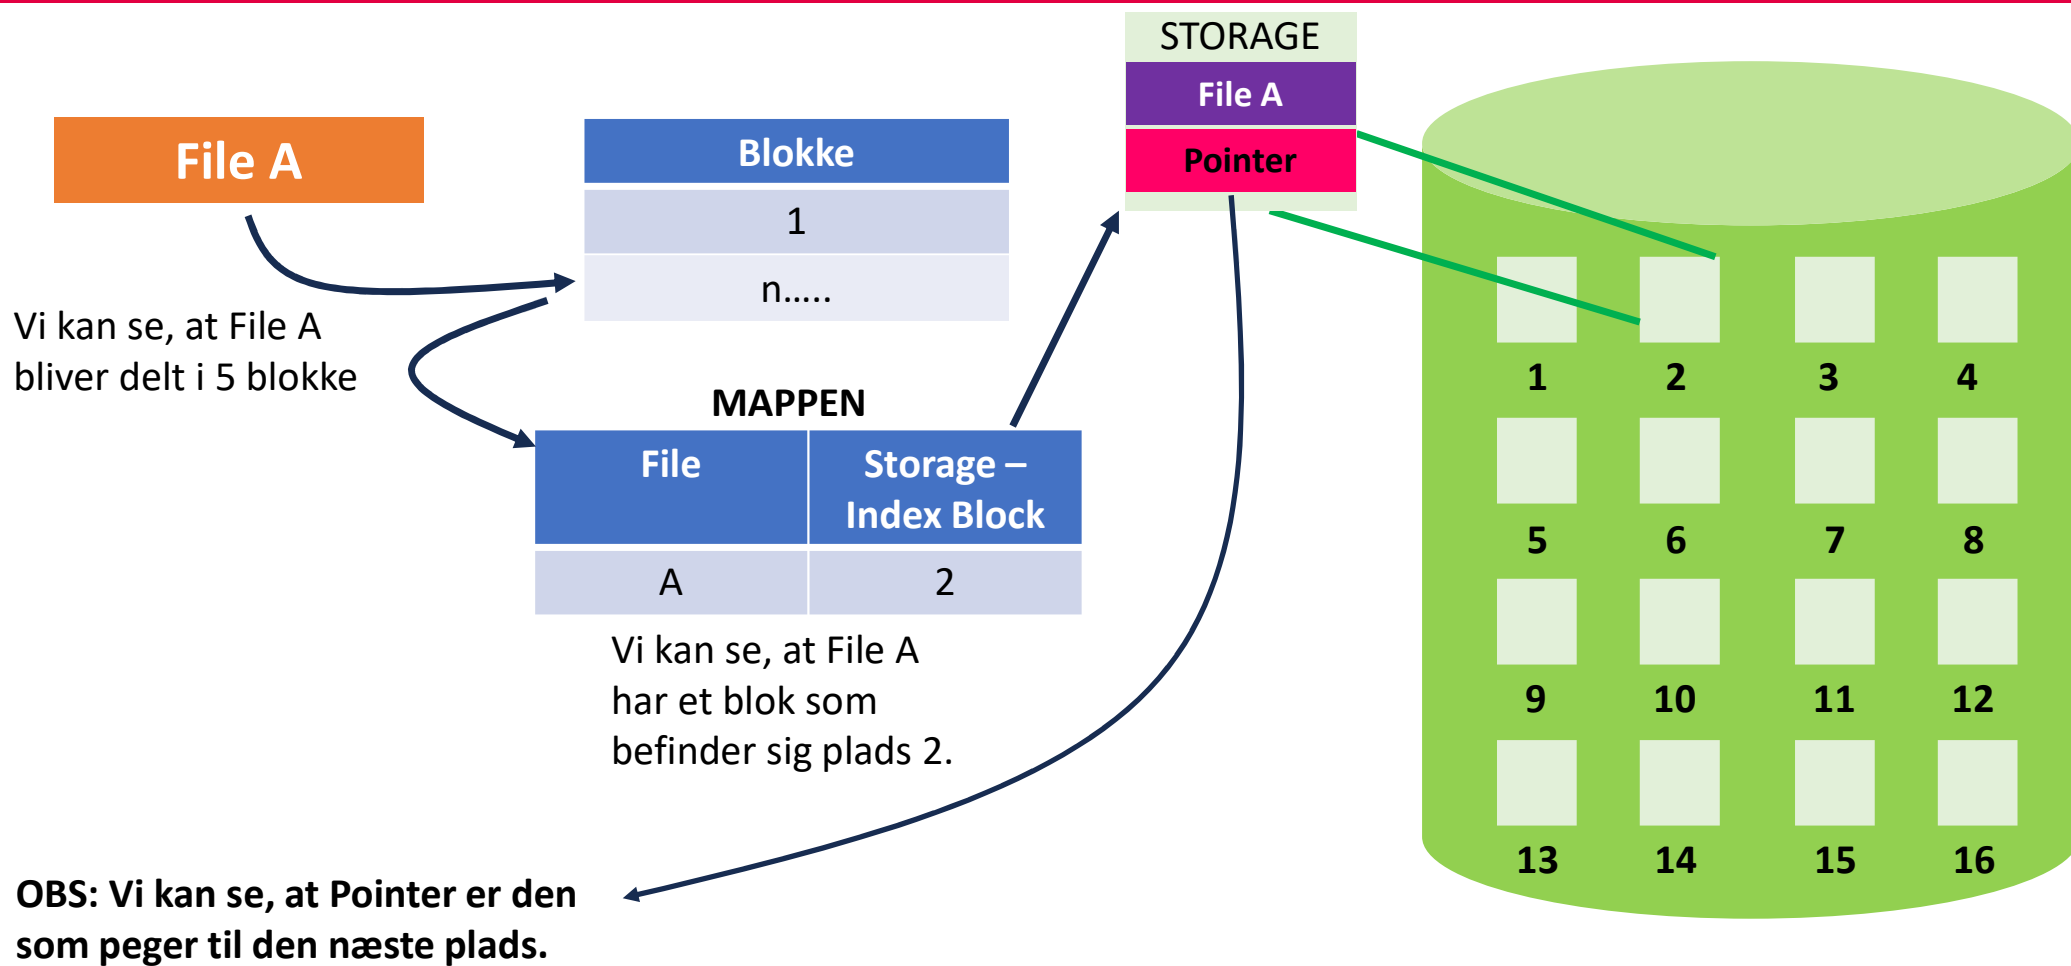 STORAGE
File A
Pointer
File A
Blokke
1
n.....
Vi kan se, at File A
bliver delt i 5 blokke
MAPPEN
File
Storage –
Index Block
A
2
Vi kan se, at File A
har et blok som
befinder sig plads 2.
OBS: Vi kan se, at Pointer er den
som peger til den næste plads.
1 2 3 4
5 6 7 8
9 10 11 12
13 14 15 16